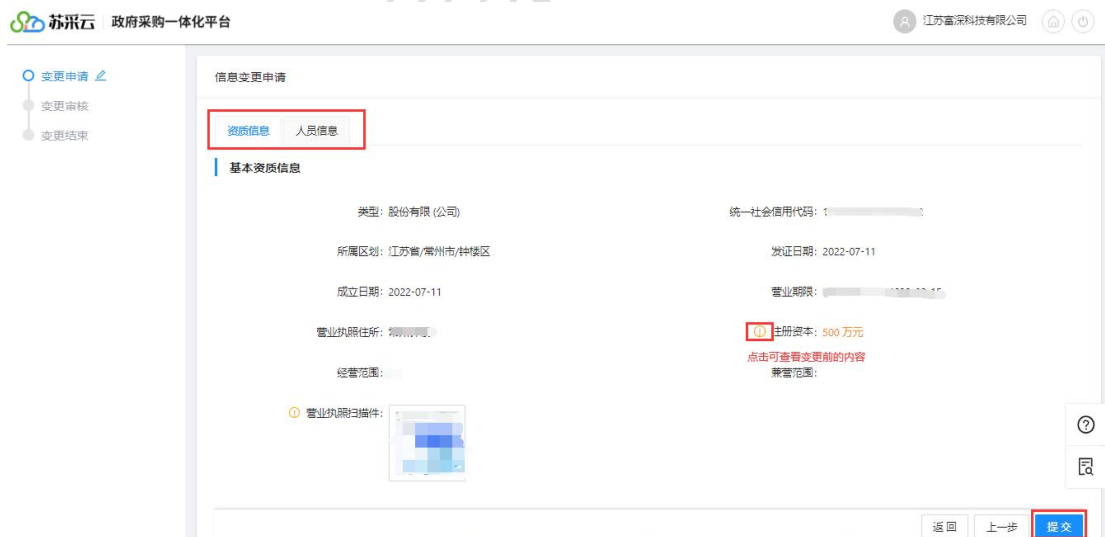 苏采云 政府采购一体化平台
江苏富深科技有限公司
变更申请
变更审核
变更结束
信息变更申请
资质信息 人员信息
基本资质信息
类型: 股份有限 (公司) 统一社会信用代码:
所属区划: 江苏省/常州市/钟楼区 发证日期: 2022-07-11
成立日期: 2022-07-11 营业期限:
营业执照住所: 注册资本: 500 万元
点击可查看变更前的内容
经营范围: 兼营范围:
营业执照扫描件:
返回 上一步 提交